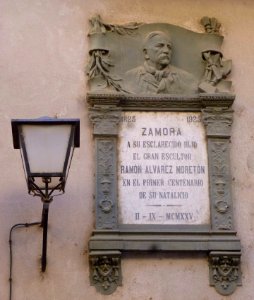 1825 1925
ZAMORA
A SU ESCLARECIDO HIJO
EL GRAN ESCULTOR
RAMÓN ALVAREZ MORETÓN
EN EL PRIMER CENTENARIO
DE SU NATALICIO
II - IX - MCMXXV